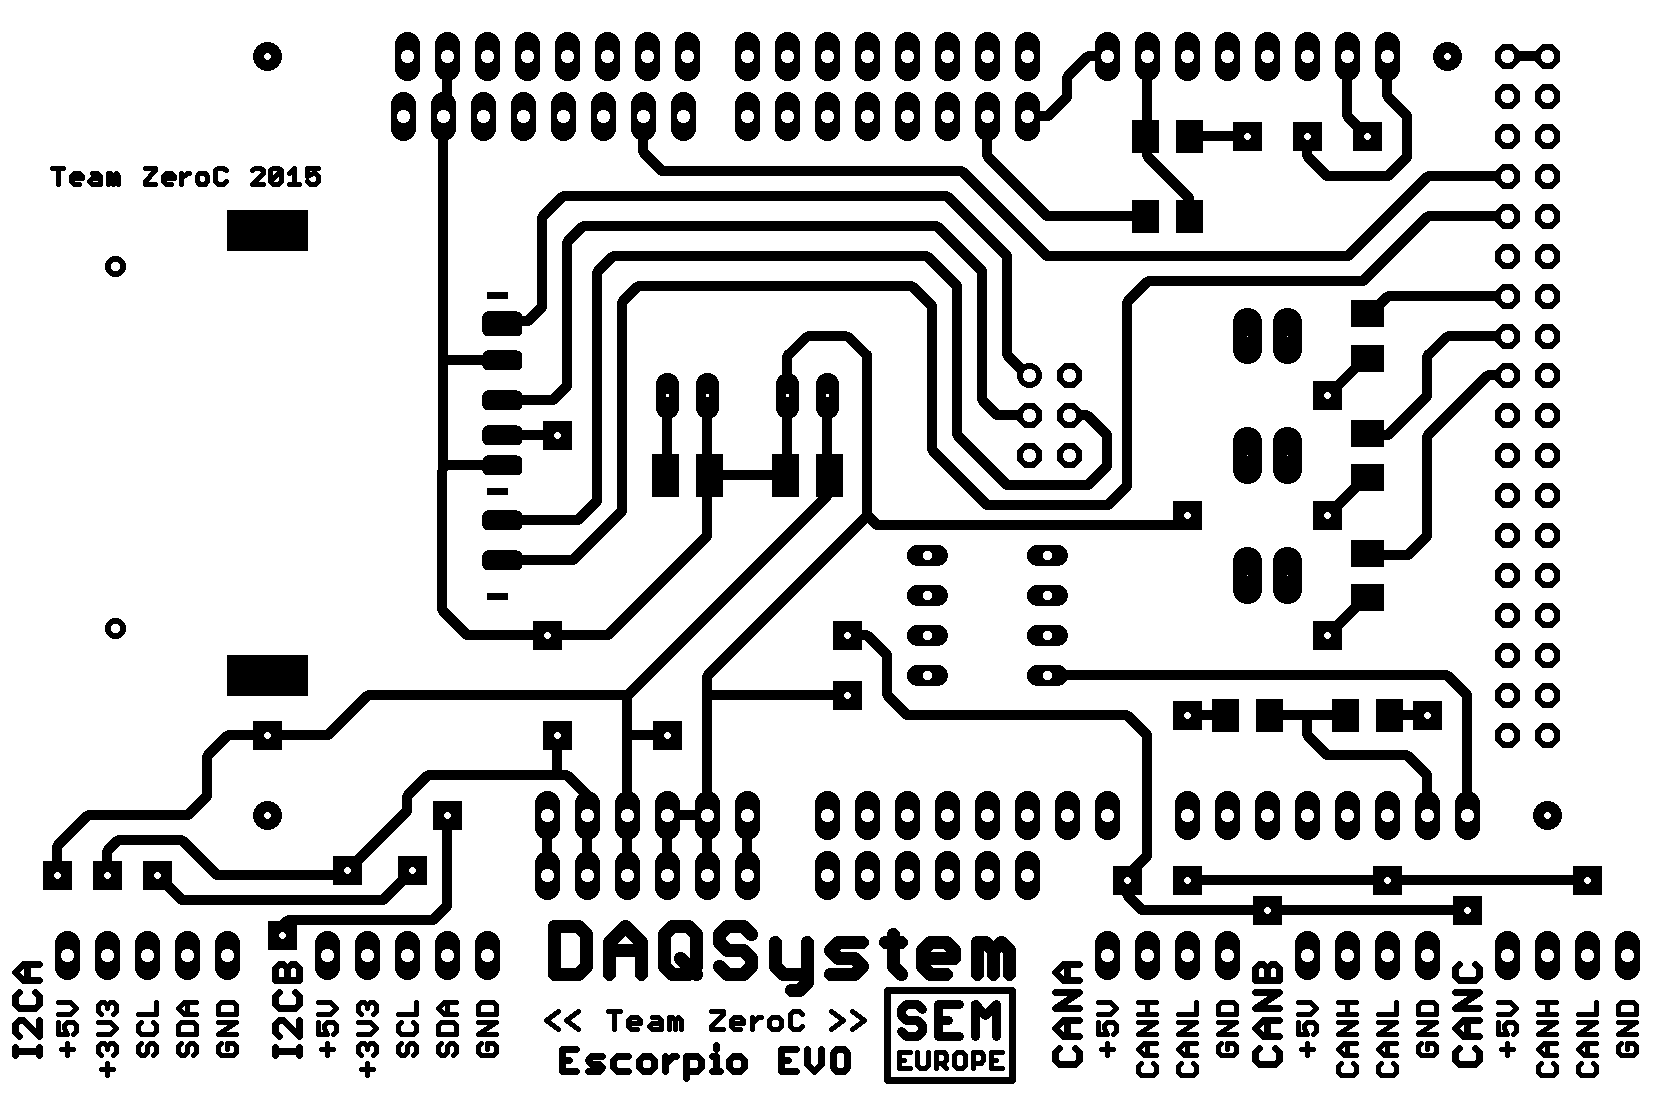 Team ZeroC 2015
DAQSystem
<< Team ZeroC >>
Escorpio EVO
SEM
EUROPE
I2CA
+5V
+3V3
SCL
SDA
GND
I2CB
+5V
+3V3
SCL
SDA
GND
CANA
+5V
CANH
CANL
GND
CANB
+5V
CANH
CANL
GND
CANC
+5V
CANH
CANL
GND